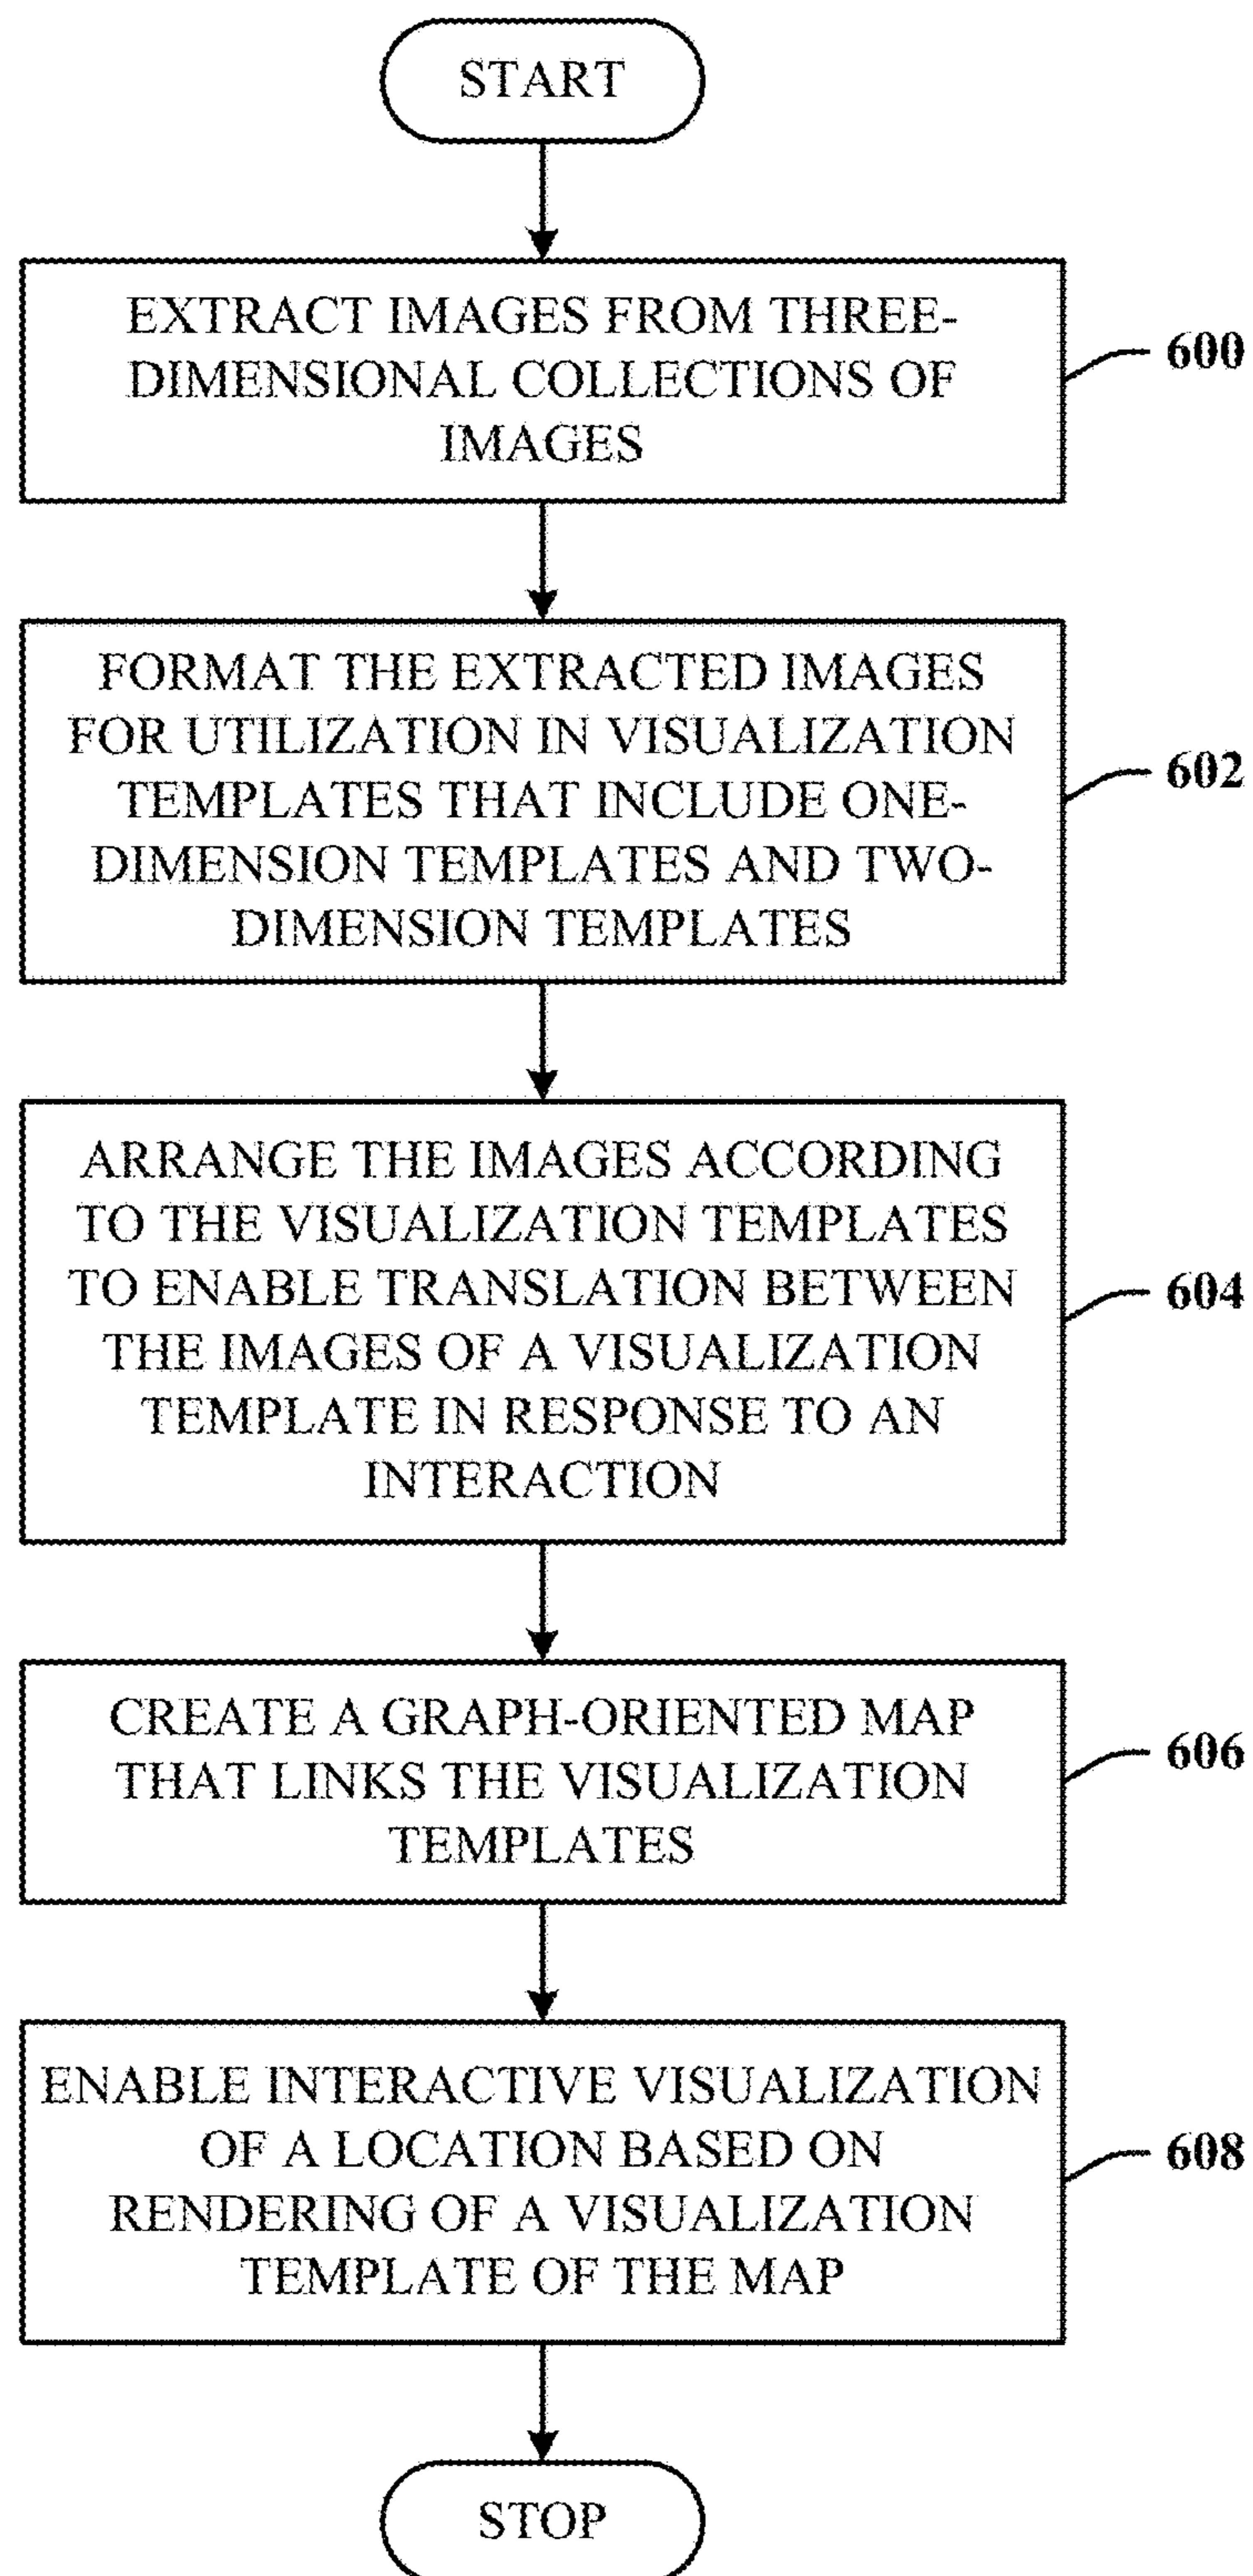 START
EXTRACT IMAGES FROM THREE-
DIMENSIONAL COLLECTIONS OF
IMAGES
600
FORMAT THE EXTRACTED IMAGES
FOR UTILIZATION IN VISUALIZATION
TEMPLATES THAT INCLUDE ONE-
DIMENSION TEMPLATES AND TWO-
DIMENSION TEMPLATES
602
ARRANGE THE IMAGES ACCORDING
TO THE VISUALIZATION TEMPLATES
TO ENABLE TRANSLATION BETWEEN
THE IMAGES OF A VISUALIZATION
TEMPLATE IN RESPONSE TO AN
INTERACTION
604
CREATE A GRAPH-ORIENTED MAP
THAT LINKS THE VISUALIZATION
TEMPLATES
606
ENABLE INTERACTIVE VISUALIZATION
OF A LOCATION BASED ON
RENDERING OF A VISUALIZATION
TEMPLATE OF THE MAP
608
STOP